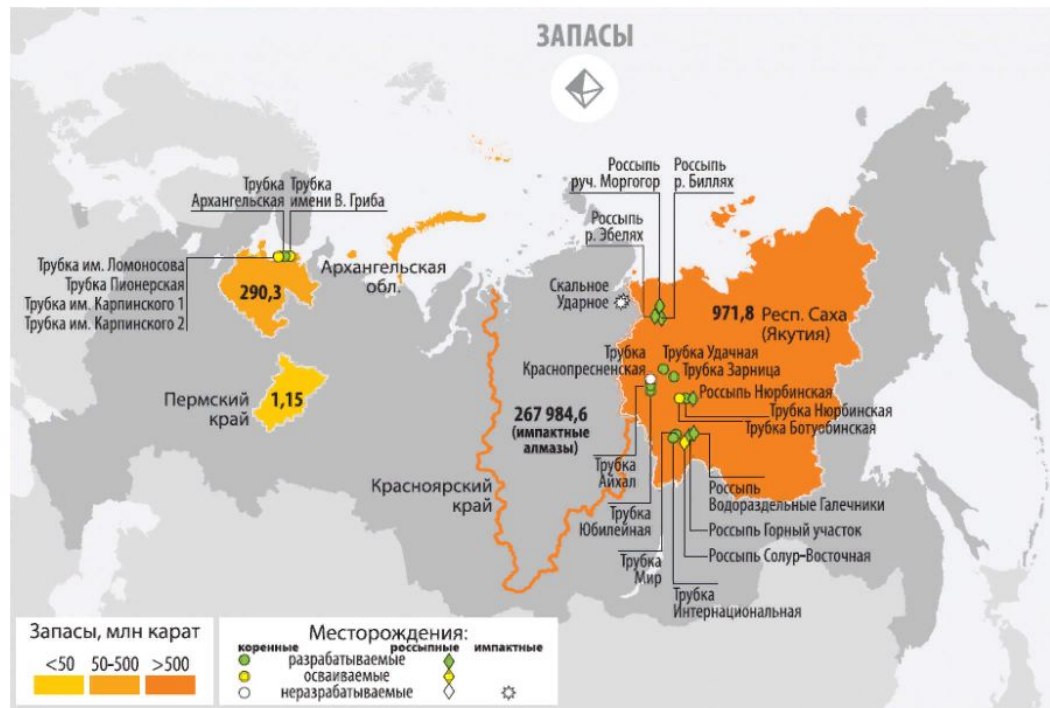 ЗАПАСЫ
Трубка
Архангельская
Трубка
имени В. Гриба
Трубка им. Ломоносова
Трубка Пионерская
Трубка им. Карпинского 1
Трубка им. Карпинского 2
290,3
Архангельская
обл.
Пермский
край
1,15
Красноярский
край
267 984,6
(импактные
алмазы)
Россыпь
руч. Моргогор
Россыпь
р. Биллях
Россыпь
р. Эбелях
Скальное
Ударное
971,8 Респ. Саха
(Якутия)
Трубка
Краснопресненская
Трубка Удачная
Трубка Зарница
Россыпь Нюрбинская
Трубка Нюрбинская
Трубка Ботуобинская
Трубка
Айхал
Трубка
Юбилейная
Трубка
Мир
Россыпь
Водораздельные Галечники
Россыпь Горный участок
Россыпь Солур-Восточная
Трубка
Интернациональная
Запасы, млн карат
<50 50-500 >500
Месторождения:
коренные россыпные импактные
разрабатываемые
осваиваемые
неразрабатываемые